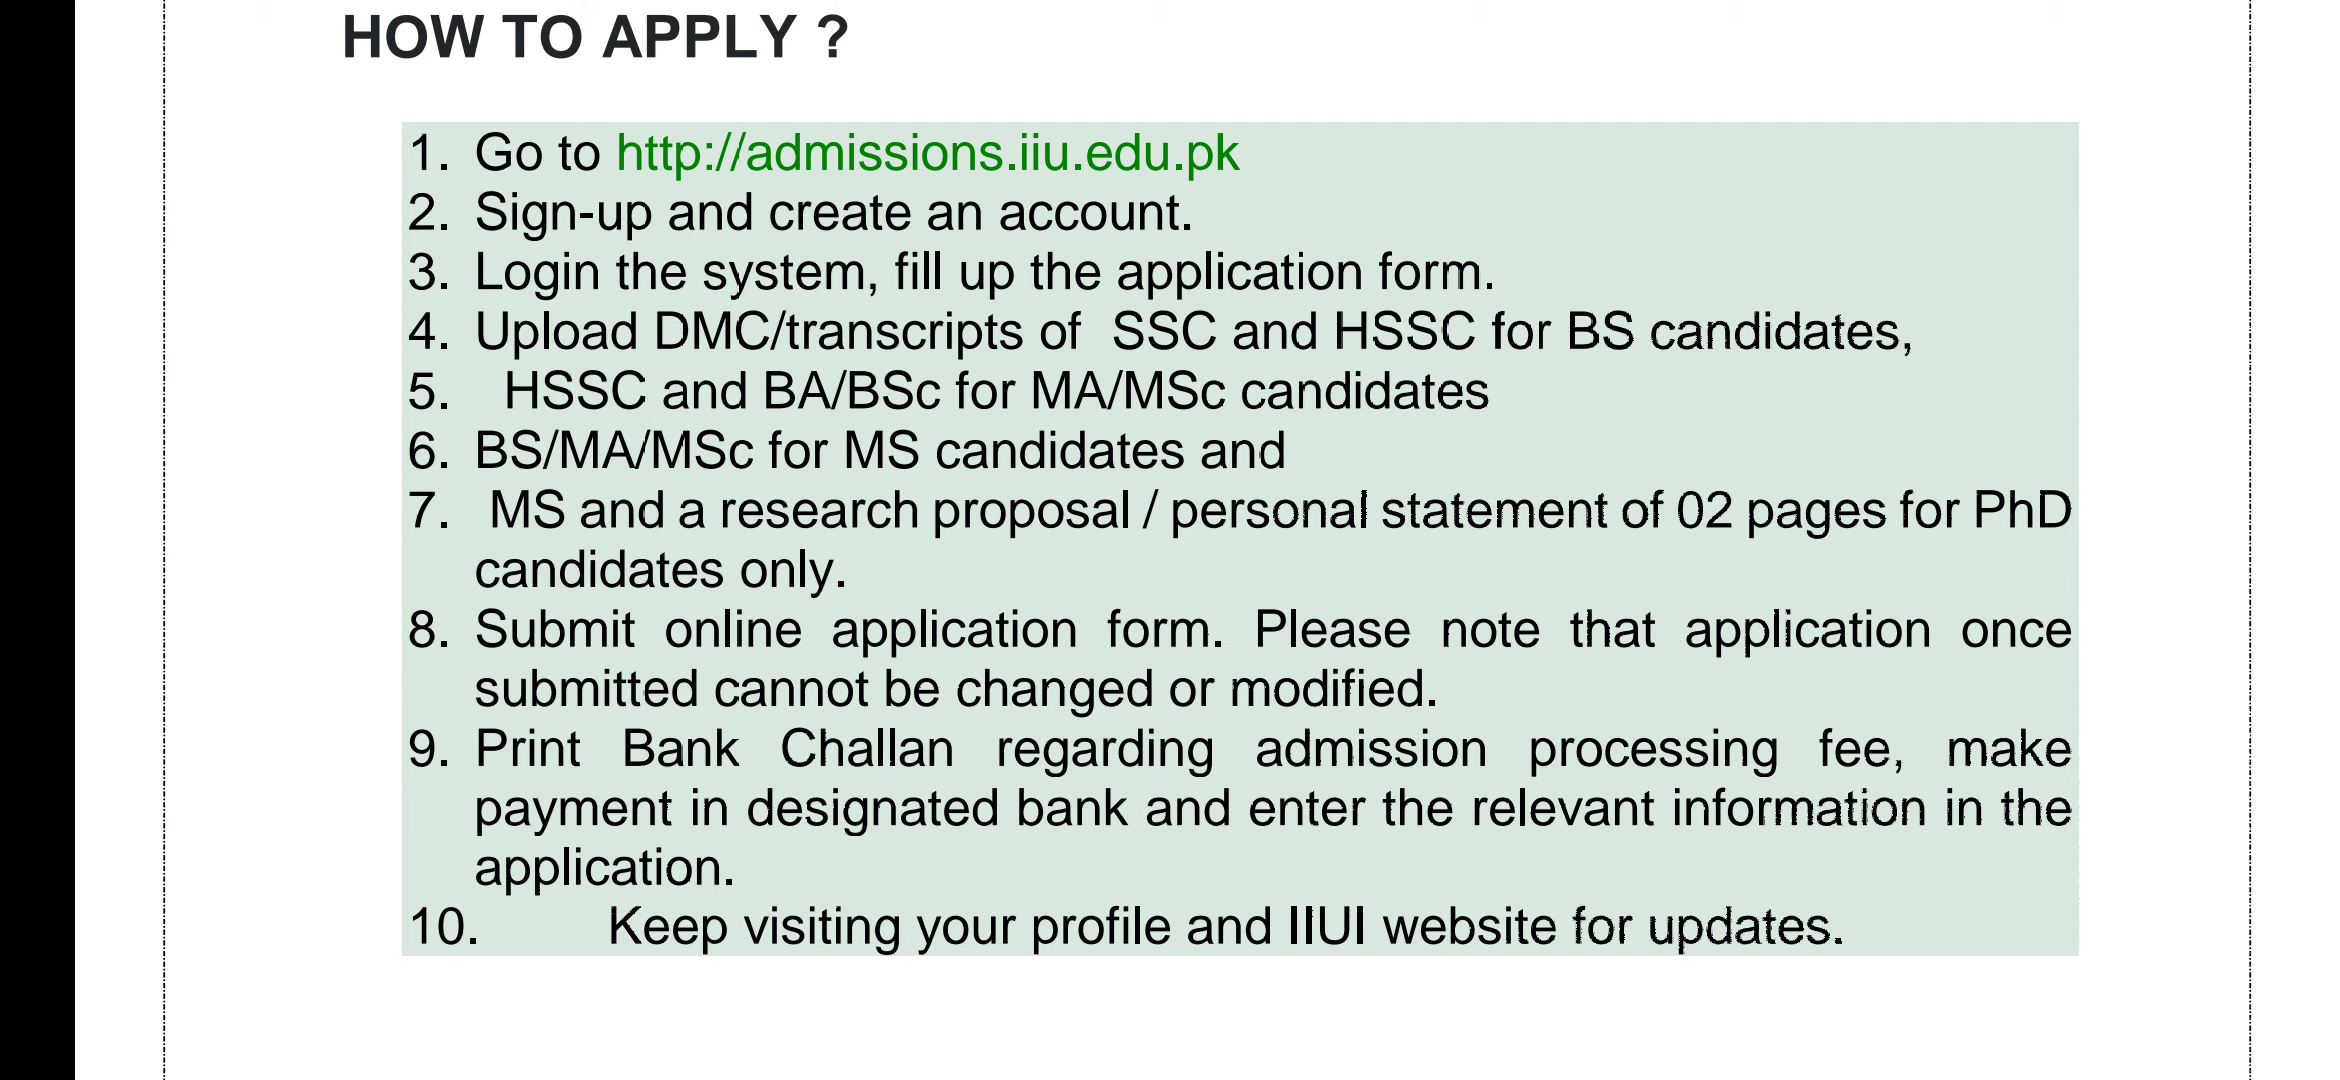 HOW TO APPLY ?
1. Go to http://admissions.iiu.edu.pk
2. Sign-up and create an account.
3. Login the system, fill up the application form.
4. Upload DMC/transcripts of  SSC and HSSC for BS candidates,
5.   HSSC and BA/BSc for MA/MSc candidates
6. BS/MA/MSc for MS candidates and
7.  MS and a research proposal / personal statement of 02 pages for PhD
candidates only.
8. Submit online application form. Please note that application once
submitted cannot be changed or modified.
9. Print Bank Challan regarding admission processing fee, make
payment in designated bank and enter the relevant information in the
application.
10. Keep visiting your profile and IIUI website for updates.